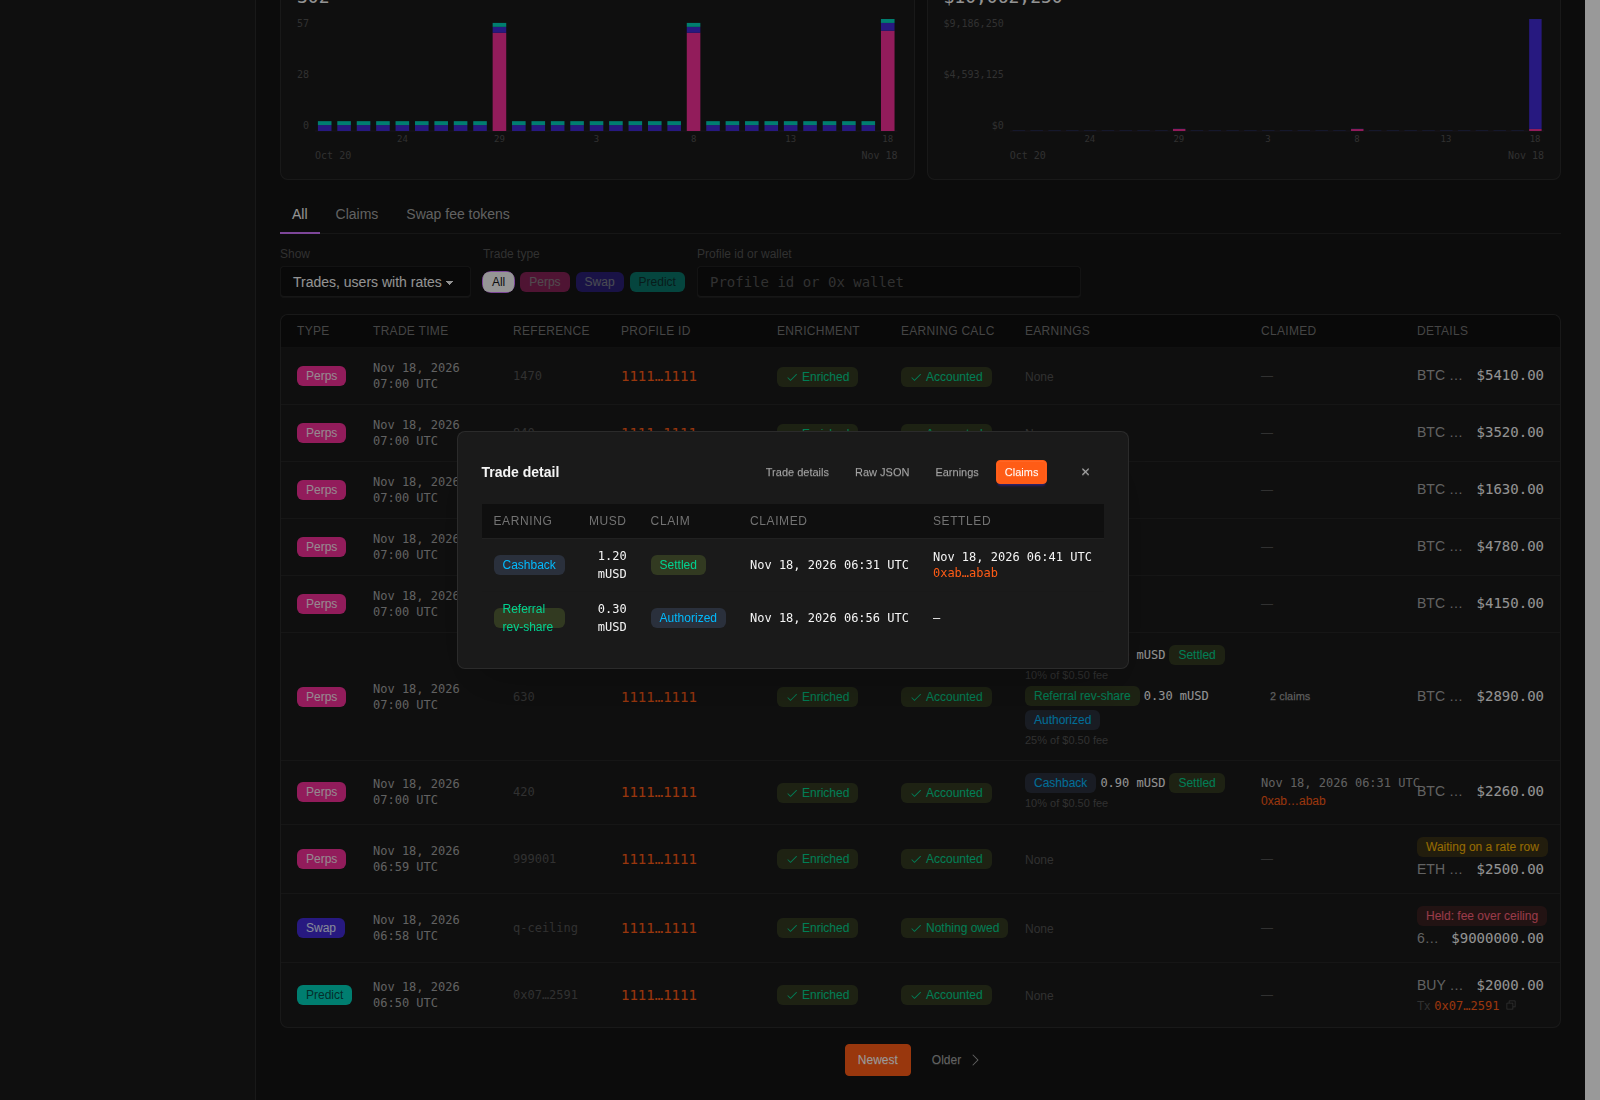 57
28
0
24
29
3
8
13
18
Oct 20
Nov 18
$9,186,250
$4,593,125
$0
24
29
3
8
13
18
Oct 20
Nov 18
All Claims Swap fee tokens
Show Trade type Profile id or wallet
Trades, users with rates All Perps Swap Predict Profile id or 0x wallet
TYPE TRADE TIME REFERENCE PROFILE ID ENRICHMENT EARNING CALC EARNINGS CLAIMED DETAILS
Perps Nov 18, 2026 07:00 UTC 1470 1111…1111 Enriched Accounted None — BTC … $5410.00
Perps Nov 18, 2026 07:00 UTC — BTC … $3520.00
Perps Nov 18, 2026 07:00 UTC — BTC … $1630.00
Perps Nov 18, 2026 07:00 UTC — BTC … $4780.00
Perps Nov 18, 2026 07:00 UTC — BTC … $4150.00
Trade detail Trade details Raw JSON Earnings Claims ×
EARNING MUSD CLAIM CLAIMED SETTLED
Cashback 1.20 mUSD Settled Nov 18, 2026 06:31 UTC Nov 18, 2026 06:41 UTC
0xab…abab
Referral rev-share 0.30 mUSD Authorized Nov 18, 2026 06:56 UTC –
mUSD Settled
10% of $0.50 fee
Perps Nov 18, 2026 07:00 UTC 630 1111…1111 Enriched Accounted Referral rev-share 0.30 mUSD 2 claims BTC … $2890.00
Authorized
25% of $0.50 fee
Perps Nov 18, 2026 07:00 UTC 420 1111…1111 Enriched Accounted Cashback 0.90 mUSD Settled Nov 18, 2026 06:31 UTC BTC … $2260.00
10% of $0.50 fee 0xab…abab
Perps Nov 18, 2026 06:59 UTC 999001 1111…1111 Enriched Accounted None — Waiting on a rate row
ETH … $2500.00
Swap Nov 18, 2026 06:58 UTC q-ceiling 1111…1111 Enriched Nothing owed None — Held: fee over ceiling
6… $9000000.00
Predict Nov 18, 2026 06:50 UTC 0x07…2591 1111…1111 Enriched Accounted None — BUY … $2000.00
Tx 0x07…2591
Newest Older